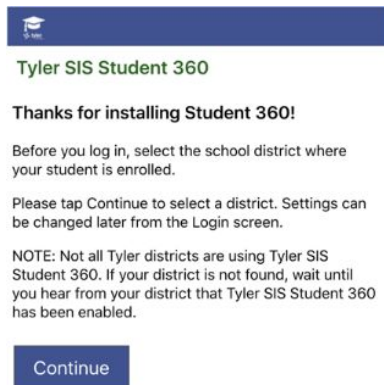 Tyler SIS Student 360
Thanks for installing Student 360!
Before you log in, select the school district where
your student is enrolled.
Please tap Continue to select a district. Settings can
be changed later from the Login screen.
NOTE: Not all Tyler districts are using Tyler SIS
Student 360. If your district is not found, wait until
you hear from your district that Tyler SIS Student 360
has been enabled.
Continue